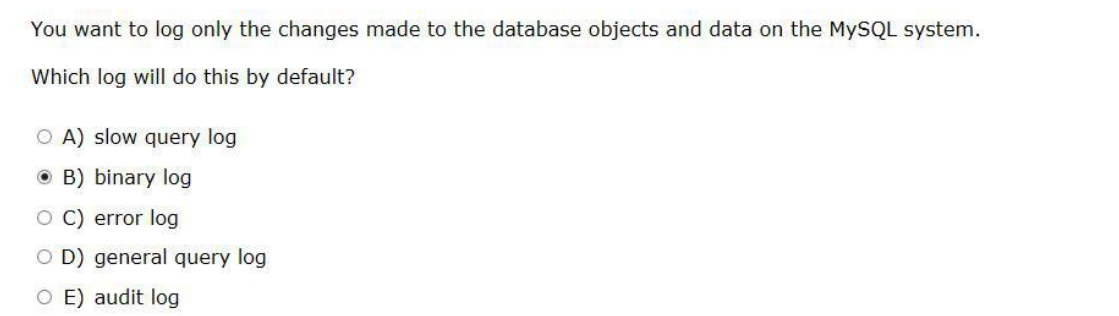 You want to log only the changes made to the database objects and data on the MySQL system.
Which log will do this by default?
A) slow query log
B) binary log
C) error log
D) general query log
E) audit log